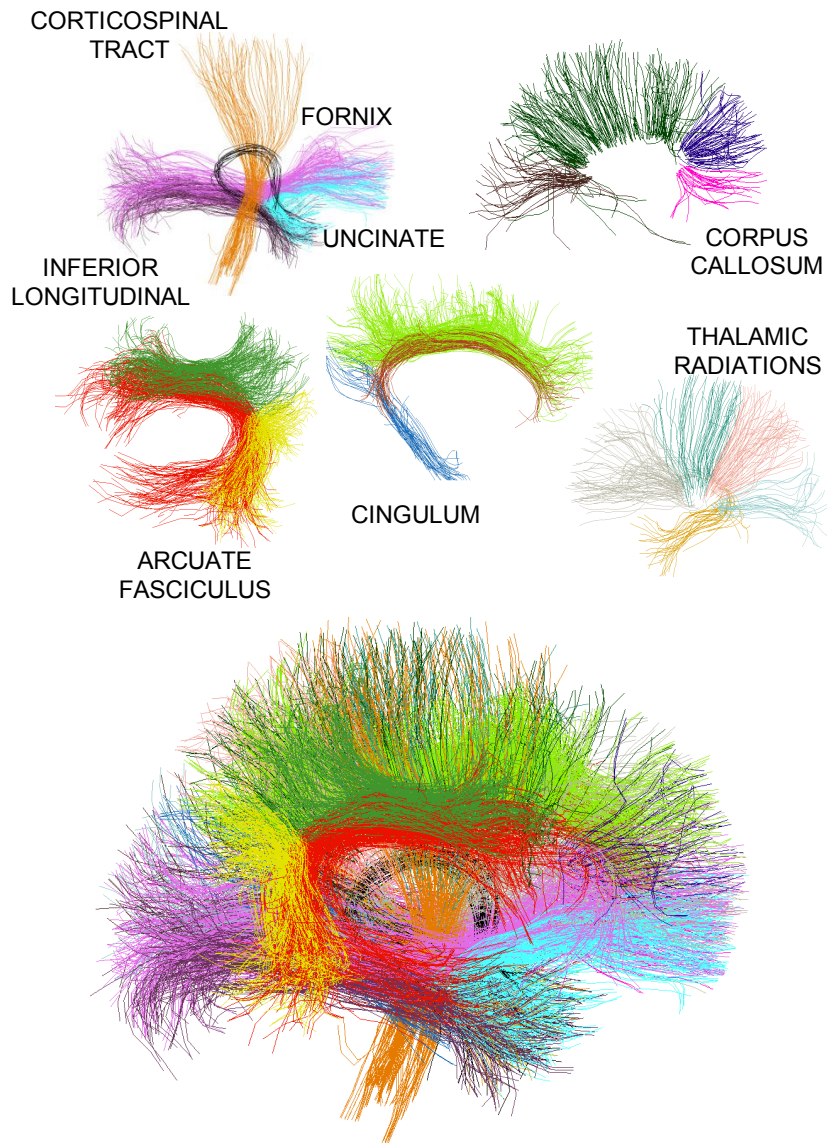 CORTICOSPINAL
TRACT
FORNIX
UNCINATE
INFERIOR
LONGITUDINAL
CORPUS
CALLOSUM
THALAMIC
RADIATIONS
CINGULUM
ARCUATE
FASCICULUS